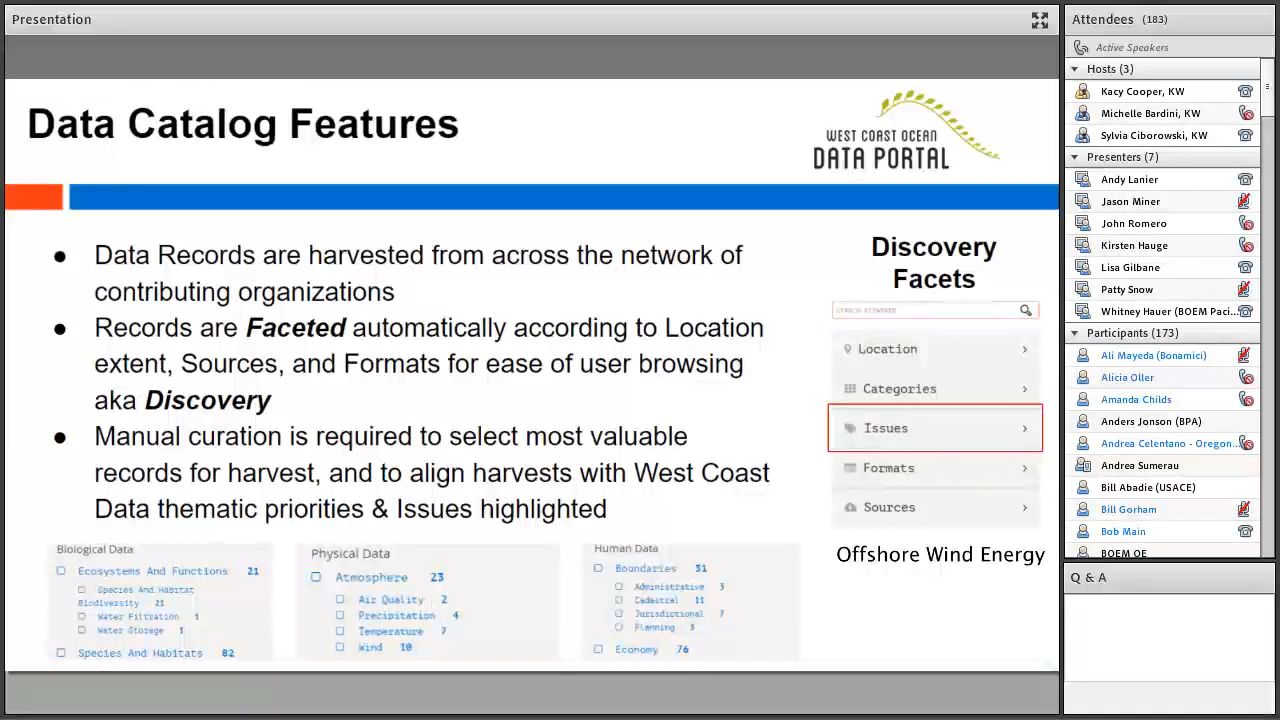 Presentation
Data Catalog Features
WEST COAST OCEAN
DATA PORTAL
● Data Records are harvested from across the network of
contributing organizations
● Records are Faceted automatically according to Location
extent, Sources, and Formats for ease of user browsing
aka Discovery
● Manual curation is required to select most valuable
records for harvest, and to align harvests with West Coast
Data thematic priorities & Issues highlighted
Discovery
Facets
SEARCH KEYWORDS
Location
Categories
Issues
Formats
Sources
Offshore Wind Energy
Biological Data
Ecosystems And Functions 21
Species And Habitat
Biodiversity 21
Water Filtration 1
Water Storage 1
Species And Habitats 82
Physical Data
Atmosphere 23
Air Quality 2
Precipitation 4
Temperature 7
Wind 10
Human Data
Boundaries 31
Administrative 3
Cadastral 11
Jurisdictional 7
Planning 3
Economy 76
Attendees (183)
Active Speakers
Hosts (3)
Kacy Cooper, KW
Michelle Bardini, KW
Sylvia Ciborowski, KW
Presenters (7)
Andy Lanier
Jason Miner
John Romero
Kirsten Hauge
Lisa Gilbane
Patty Snow
Whitney Hauer (BOEM Paci...
Participants (173)
Ali Mayeda (Bonamici)
Alicia Oller
Amanda Childs
Anders Jonson (BPA)
Andrea Celentano - Oregon...
Andrea Sumerau
Bill Abadie (USACE)
Bill Gorham
Bob Main
BOEM OE
Q & A